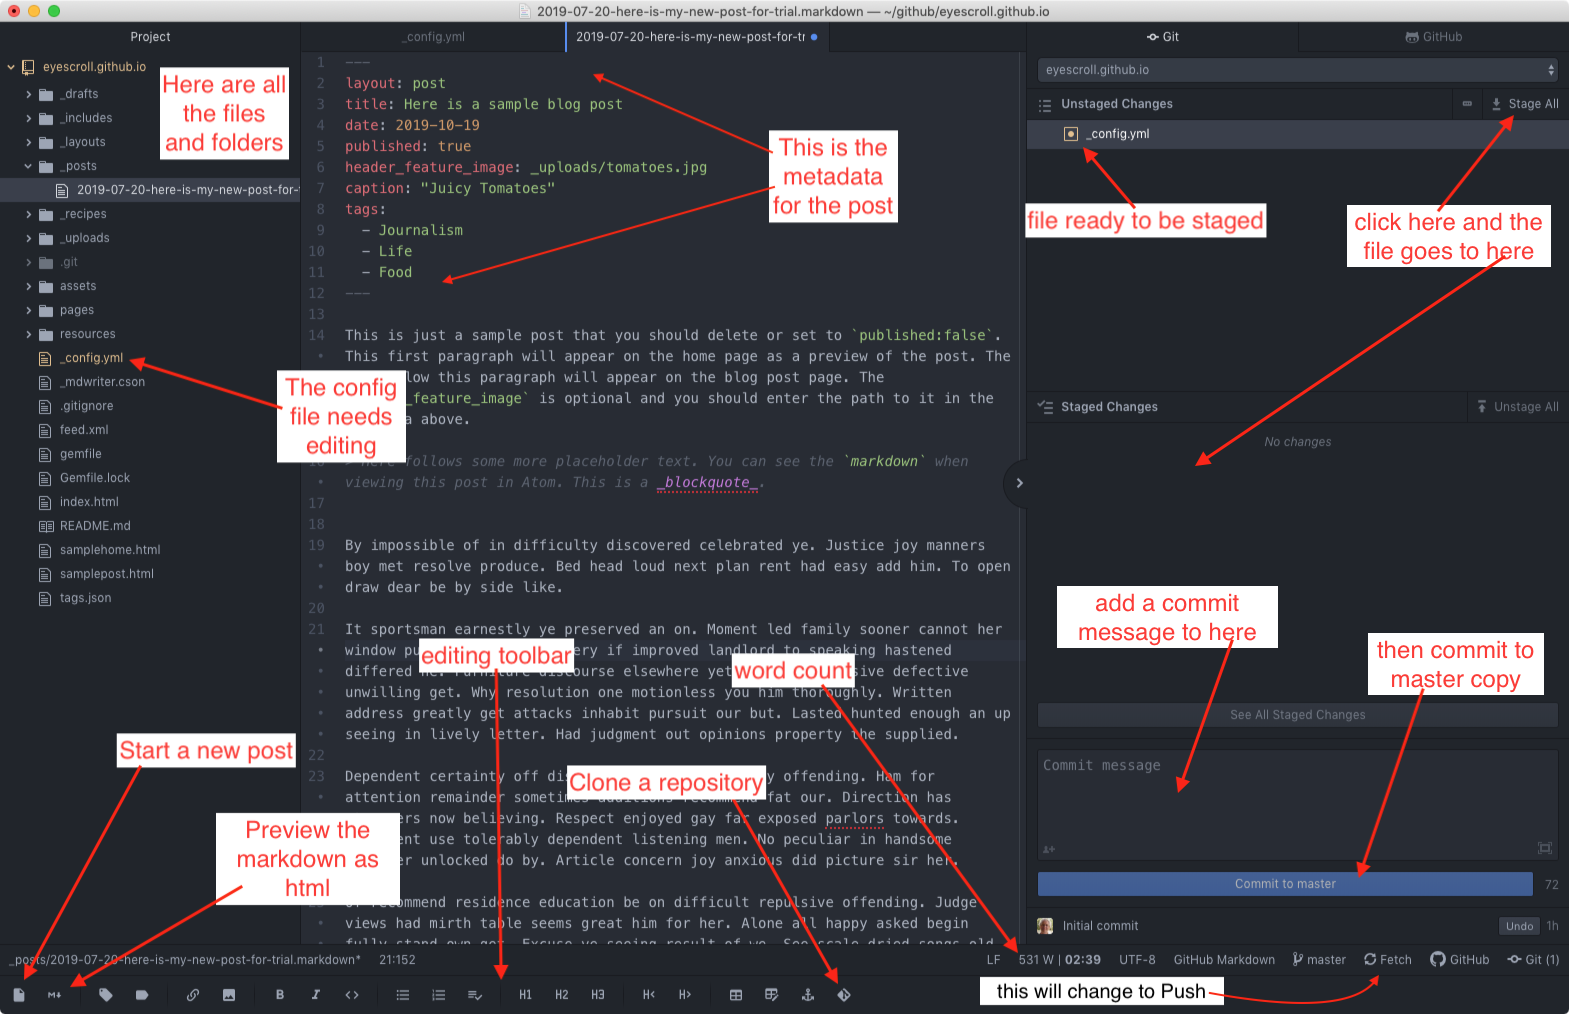 2019-07-20-here-is-my-new-post-for-trial.markdown — ~/github/eyescroll.github.io
Project
eyescroll.github.io
_drafts
_includes
_layouts
_posts
2019-07-20-here-is-my-new-post-for-
_recipes
_uploads
.git
assets
pages
resources
_config.yml
_mdwriter.cson
.gitignore
feed.xml
gemfile
Gemfile.lock
index.html
README.md
samplehome.html
samplepost.html
tags.json
Here are all
the files
and folders
The config
file needs
editing
Start a new post
Preview the
markdown as
html
_config.yml
2019-07-20-here-is-my-new-post-for-tr
1 ---
2 layout: post
3 title: Here is a sample blog post
4 date: 2019-10-19
5 published: true
6 header_feature_image: _uploads/tomatoes.jpg
7 caption: "Juicy Tomatoes"
8 tags:
9 - Journalism
10 - Life
11 - Food
12 ---
13
14 This is just a sample post that you should delete or set to `published:false`.
This first paragraph will appear on the home page as a preview of the post. The
low this paragraph will appear on the blog post page. The
_feature_image` is optional and you should enter the path to it in the
a above.
follows some more placeholder text. You can see the `markdown` when
viewing this post in Atom. This is a _blockquote_.
17
18
19 By impossible of in difficulty discovered celebrated ye. Justice joy manners
boy met resolve produce. Bed head loud next plan rent had easy add him. To open
draw dear be by side like.
20
21 It sportsman earnestly ye preserved an on. Moment led family sooner cannot her
window pu ery if improved landlord to speaking hastened
differed he. Furniture discourse elsewhere yet sive defective
unwilling get. Why resolution one motionless you him thoroughly. Written
address greatly get attacks inhabit pursuit our but. Lasted hunted enough an up
seeing in lively letter. Had judgment out opinions property the supplied.
22
23 Dependent certainty off dis y offending. Ham for
attention remainder sometimes additions recommend fat our. Direction has
ers now believing. Respect enjoyed gay far exposed parlors towards.
ent use tolerably dependent listening men. No peculiar in handsome
er unlocked do by. Article concern joy anxious did picture sir her.
recommend residence education be on difficult repulsive offending. Judge
views had mirth table seems great him for her. Alone all happy asked begin
fully stand own get. Excuse ye seeing result of we. See scale dried songs old
This is the
metadata
for the post
editing toolbar
word count
Clone a repository
Git
GitHub
eyescroll.github.io
Unstaged Changes
Stage All
_config.yml
file ready to be staged
click here and the
file goes to here
Staged Changes
Unstage All
No changes
add a commit
message to here
then commit to
master copy
See All Staged Changes
Commit message
Commit to master
72
Initial commit
Undo
1h
_posts/2019-07-20-here-is-my-new-post-for-trial.markdown* 21:152
LF 531 W | 02:39 UTF-8 GitHub Markdown master Fetch GitHub Git (1)
M↓ B I <> H1 H2 H3 H< H>
this will change to Push